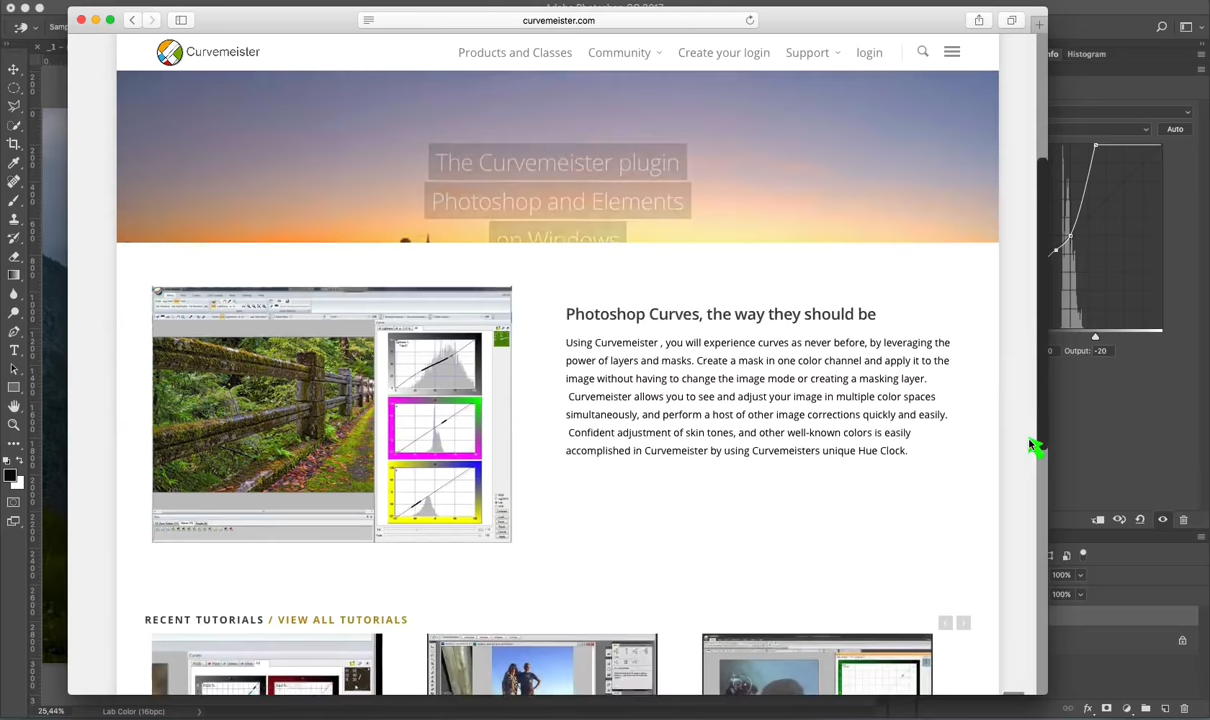 Adobe Photoshop CC 2017
curvemeister.com
Curvemeister
Products and Classes
Community
Create your login
Support
login
Histogram
Auto
The Curvemeister plugin
Photoshop and Elements
on Windows
Photoshop Curves, the way they should be
Using Curvemeister , you will experience curves as never before, by leveraging the
power of layers and masks. Create a mask in one color channel and apply it to the
image without having to change the image mode or creating a masking layer.
Curvemeister allows you to see and adjust your image in multiple color spaces
simultaneously, and perform a host of other image corrections quickly and easily.
Confident adjustment of skin tones, and other well-known colors is easily
accomplished in Curvemeister by using Curvemeisters unique Hue Clock.
Output: -20
100%
100%
RECENT TUTORIALS / VIEW ALL TUTORIALS
25,44%
Lab Color (16bpc)